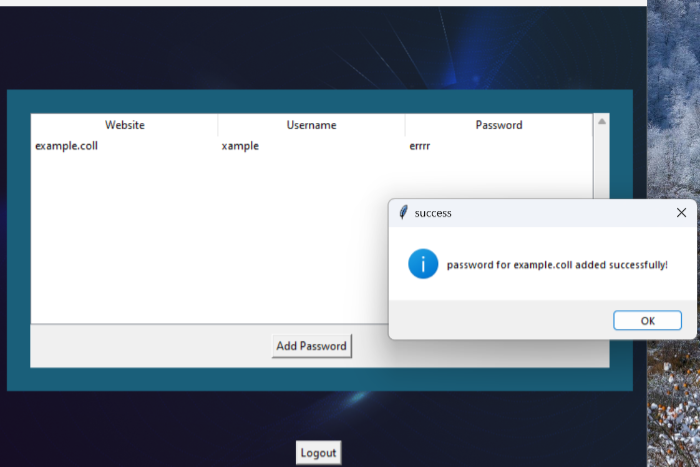 Website Username Password
example.coll xample errrr
success
password for example.coll added successfully!
OK
Add Password
Logout